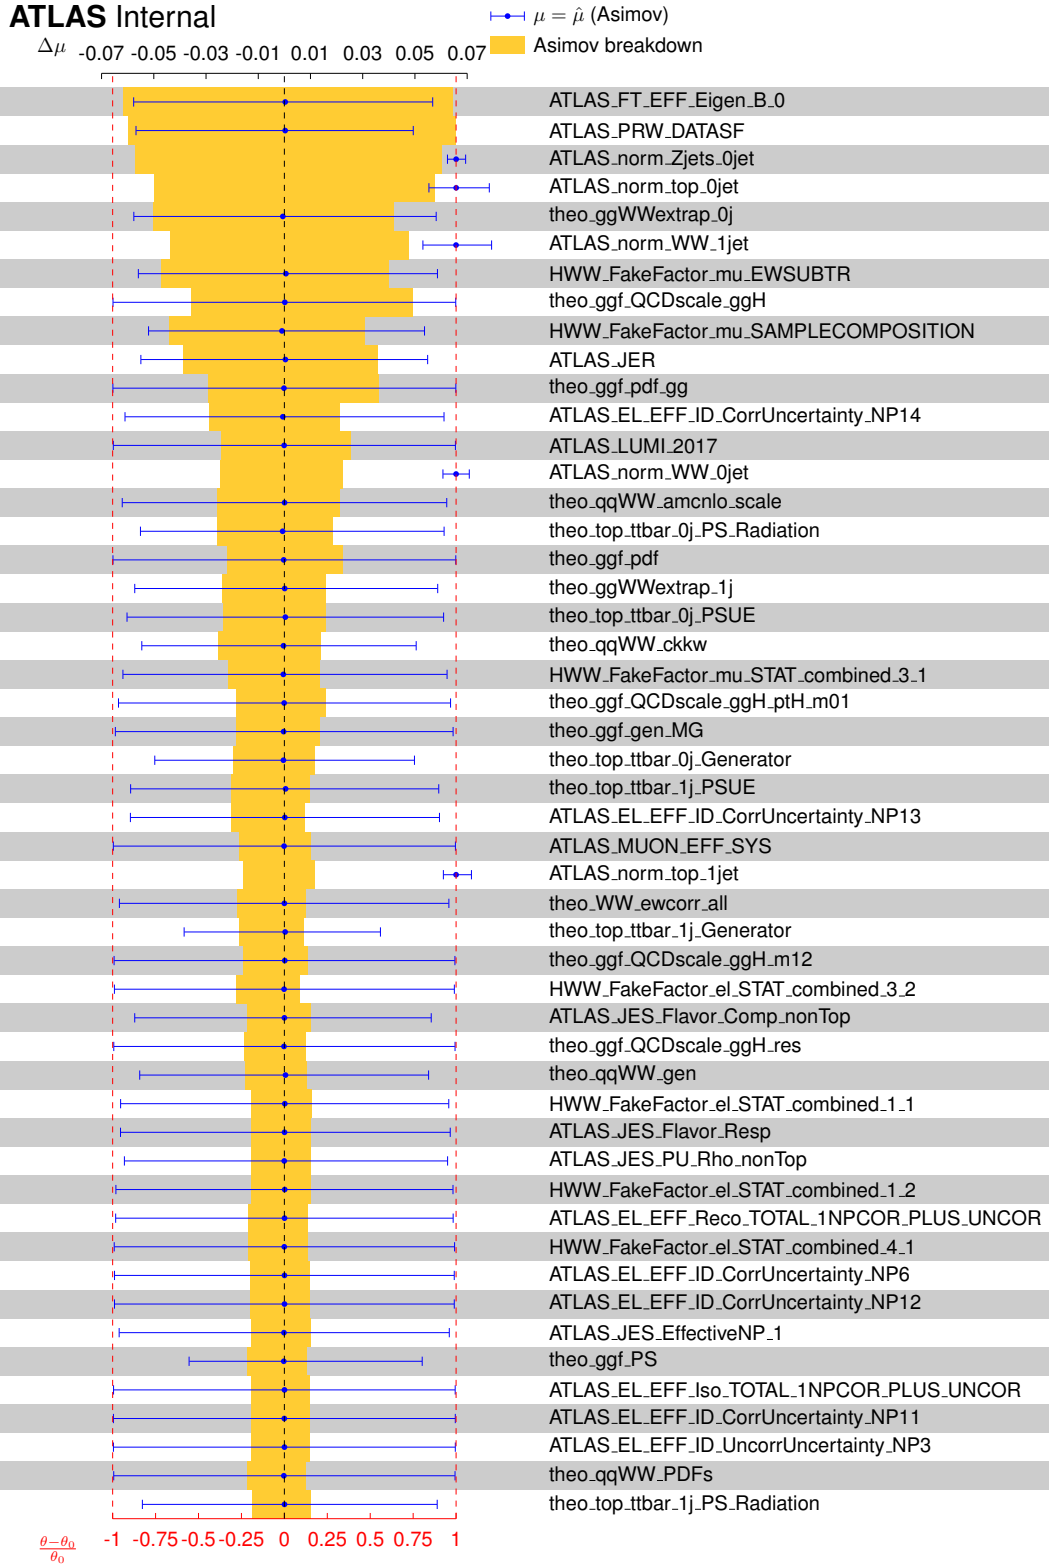 ATLAS Internal
μ = μ̂ (Asimov)
Asimov breakdown
Δμ -0.07 -0.05 -0.03 -0.01 0.01 0.03 0.05 0.07
ATLAS_FT_EFF_Eigen_B_0
ATLAS_PRW_DATASF
ATLAS_norm_Zjets_0jet
ATLAS_norm_top_0jet
theo_ggWWextrap_0j
ATLAS_norm_WW_1jet
HWW_FakeFactor_mu_EWSUBTR
theo_ggf_QCDscale_ggH
HWW_FakeFactor_mu_SAMPLECOMPOSITION
ATLAS_JER
theo_ggf_pdf_gg
ATLAS_EL_EFF_ID_CorrUncertainty_NP14
ATLAS_LUMI_2017
ATLAS_norm_WW_0jet
theo_qqWW_amcnlo_scale
theo_top_ttbar_0j_PS_Radiation
theo_ggf_pdf
theo_ggWWextrap_1j
theo_top_ttbar_0j_PSUE
theo_qqWW_ckkw
HWW_FakeFactor_mu_STAT_combined_3_1
theo_ggf_QCDscale_ggH_ptH_m01
theo_ggf_gen_MG
theo_top_ttbar_0j_Generator
theo_top_ttbar_1j_PSUE
ATLAS_EL_EFF_ID_CorrUncertainty_NP13
ATLAS_MUON_EFF_SYS
ATLAS_norm_top_1jet
theo_WW_ewcorr_all
theo_top_ttbar_1j_Generator
theo_ggf_QCDscale_ggH_m12
HWW_FakeFactor_el_STAT_combined_3_2
ATLAS_JES_Flavor_Comp_nonTop
theo_ggf_QCDscale_ggH_res
theo_qqWW_gen
HWW_FakeFactor_el_STAT_combined_1_1
ATLAS_JES_Flavor_Resp
ATLAS_JES_PU_Rho_nonTop
HWW_FakeFactor_el_STAT_combined_1_2
ATLAS_EL_EFF_Reco_TOTAL_1NPCOR_PLUS_UNCOR
HWW_FakeFactor_el_STAT_combined_4_1
ATLAS_EL_EFF_ID_CorrUncertainty_NP6
ATLAS_EL_EFF_ID_CorrUncertainty_NP12
ATLAS_JES_EffectiveNP_1
theo_ggf_PS
ATLAS_EL_EFF_Iso_TOTAL_1NPCOR_PLUS_UNCOR
ATLAS_EL_EFF_ID_CorrUncertainty_NP11
ATLAS_EL_EFF_ID_UncorrUncertainty_NP3
theo_qqWW_PDFs
theo_top_ttbar_1j_PS_Radiation
θ−θ₀
θ₀
-1 -0.75 -0.5 -0.25 0 0.25 0.5 0.75 1